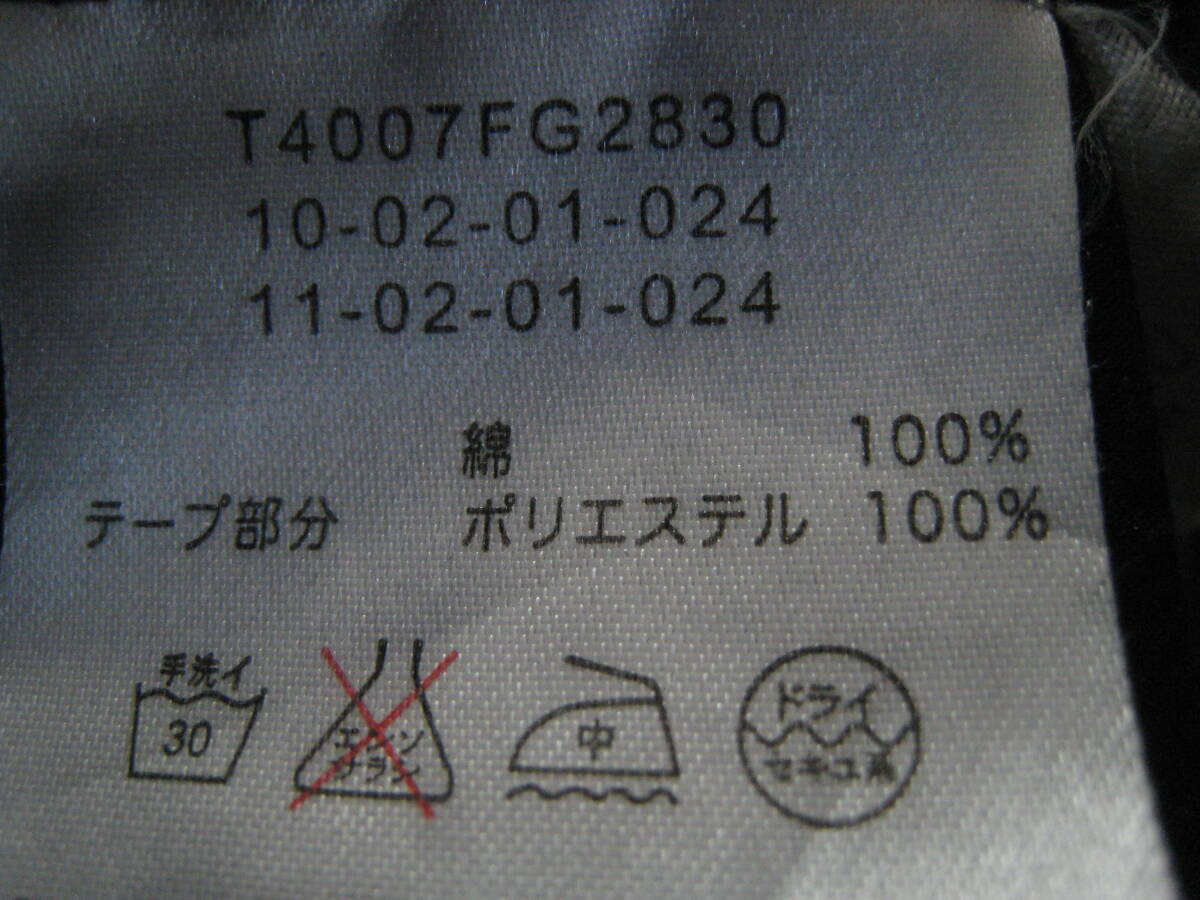 T4007FG2830
10-02-01-024
11-02-01-024
綿 100%
テープ部分 ポリエステル 100%
手洗イ
30
エンソ
サラシ
中
ドライ
セキユ系